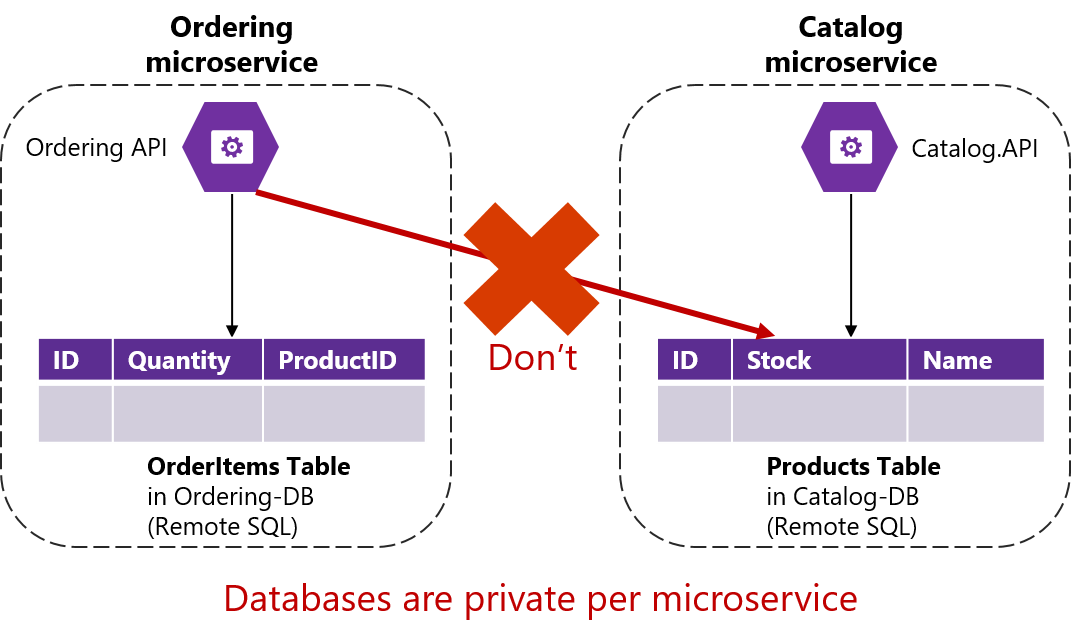 Ordering
microservice
Catalog
microservice
Ordering API
Catalog.API
Don’t
ID Quantity ProductID
ID Stock Name
OrderItems Table
in Ordering-DB
(Remote SQL)
Products Table
in Catalog-DB
(Remote SQL)
Databases are private per microservice